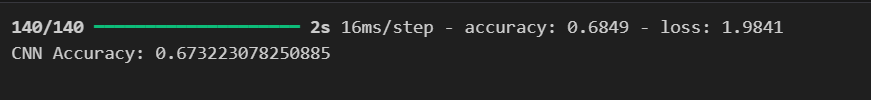 140/140 ━━━━━━━━━━━━━━━━━━━━ 2s 16ms/step - accuracy: 0.6849 - loss: 1.9841
CNN Accuracy: 0.673223078250885